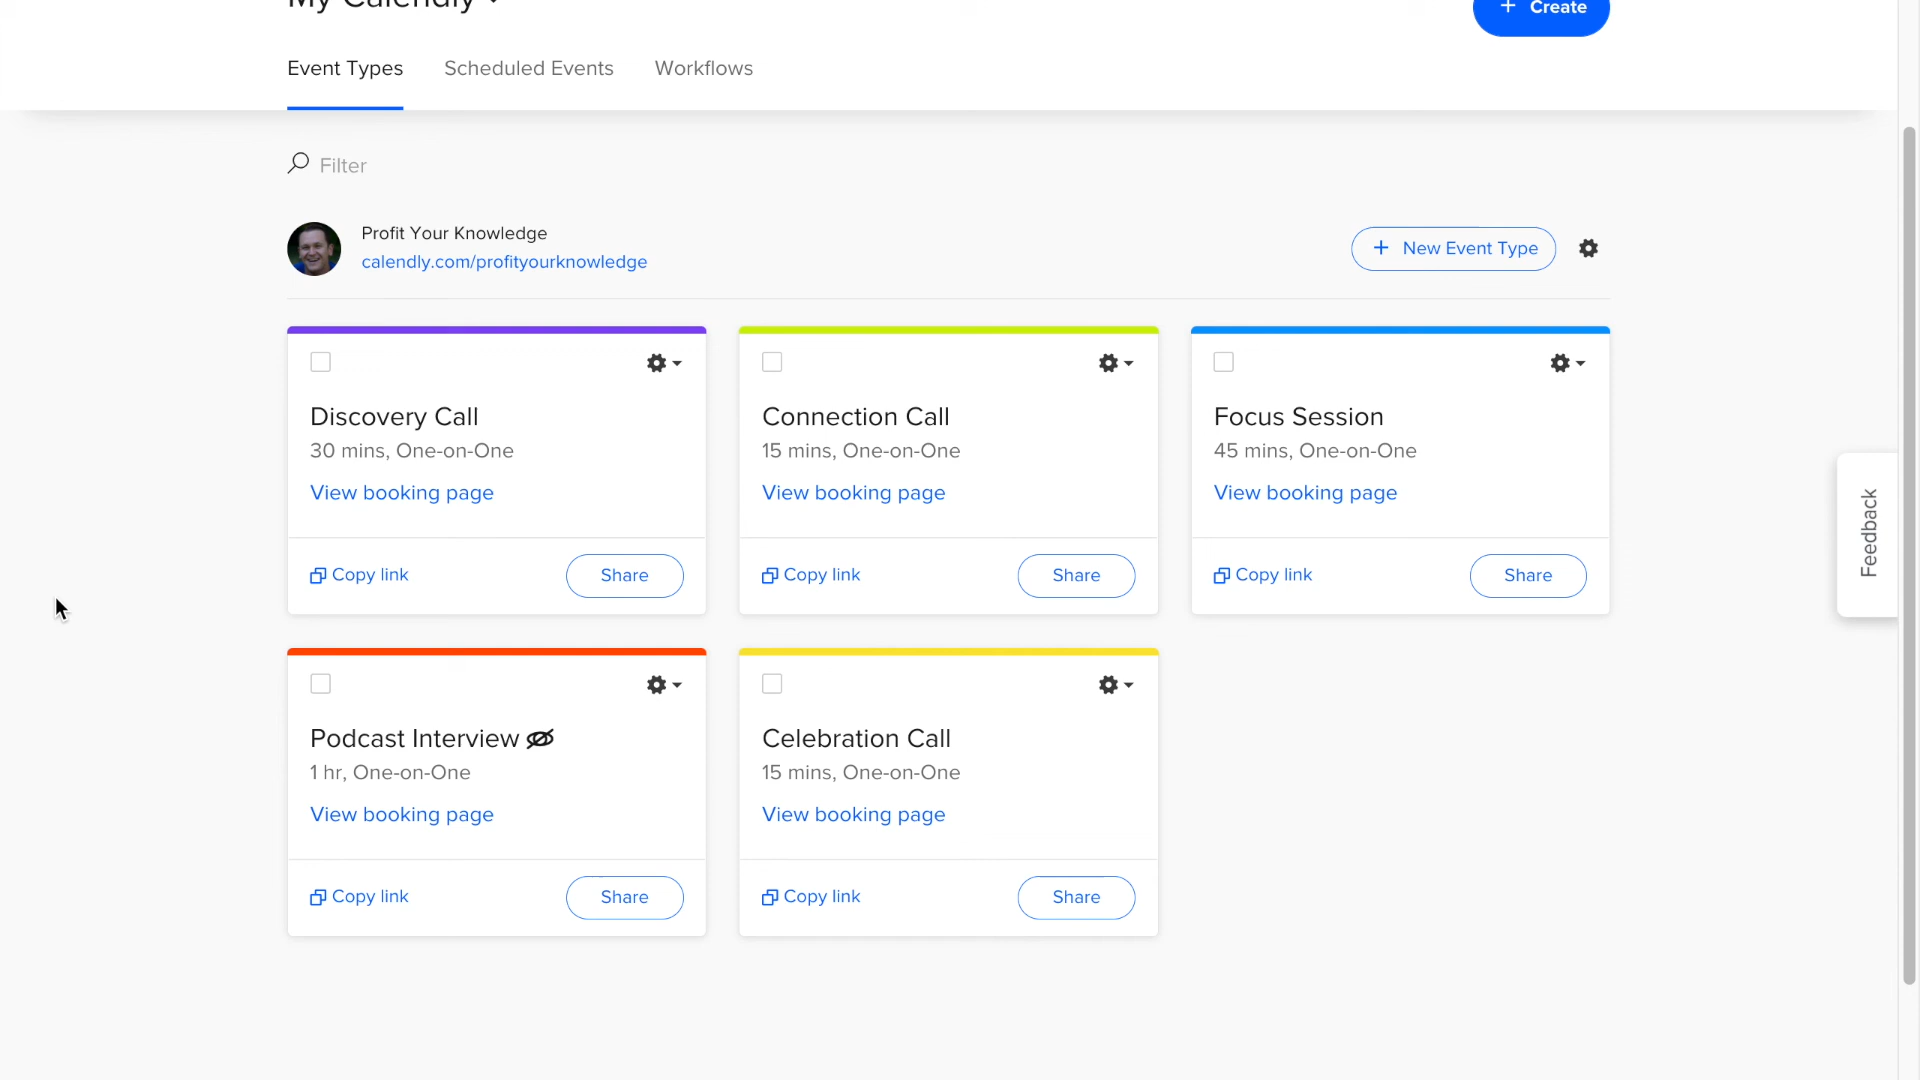 My Calendly
+ Create
Event Types
Scheduled Events
Workflows
Filter
Profit Your Knowledge
calendly.com/profityourknowledge
+ New Event Type
Discovery Call
30 mins, One-on-One
View booking page
Copy link
Share
Connection Call
15 mins, One-on-One
View booking page
Copy link
Share
Focus Session
45 mins, One-on-One
View booking page
Copy link
Share
Feedback
Podcast Interview
1 hr, One-on-One
View booking page
Copy link
Share
Celebration Call
15 mins, One-on-One
View booking page
Copy link
Share